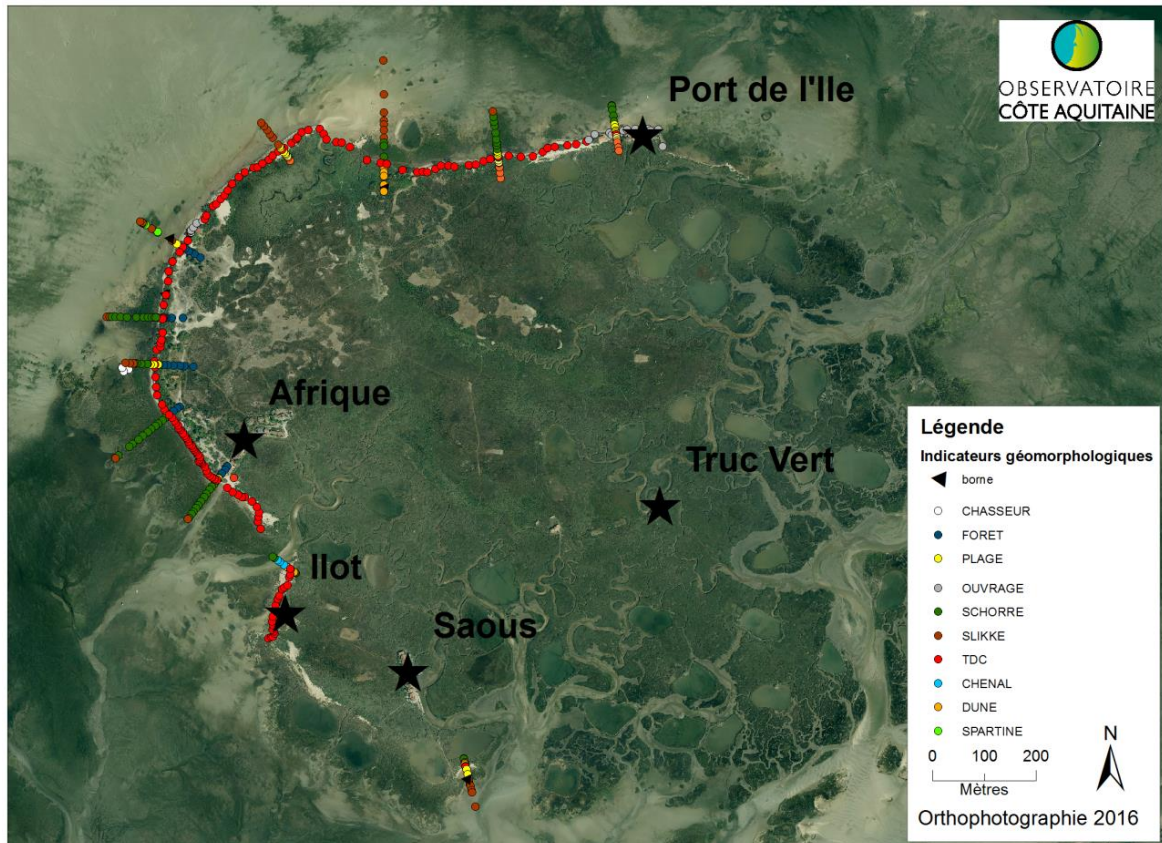 Port de l'Ile
OBSERVATOIRE
CÔTE AQUITAINE
Afrique
Truc Vert
Ilot
Saous
Légende
Indicateurs géomorphologiques
borne
CHASSEUR
FORET
PLAGE
OUVRAGE
SCHORRE
SLIKKE
TDC
CHENAL
DUNE
SPARTINE
0 100 200
Mètres
N
Orthophotographie 2016